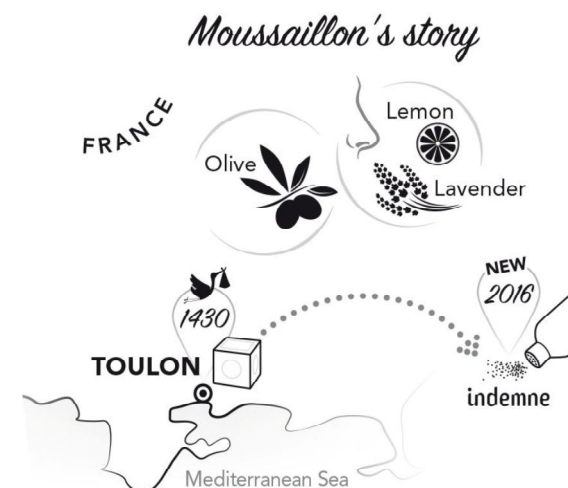 Moussaillon's story
FRANCE
Lemon
Olive
Lavender
NEW
2016
1430
TOULON
indemne
Mediterranean Sea